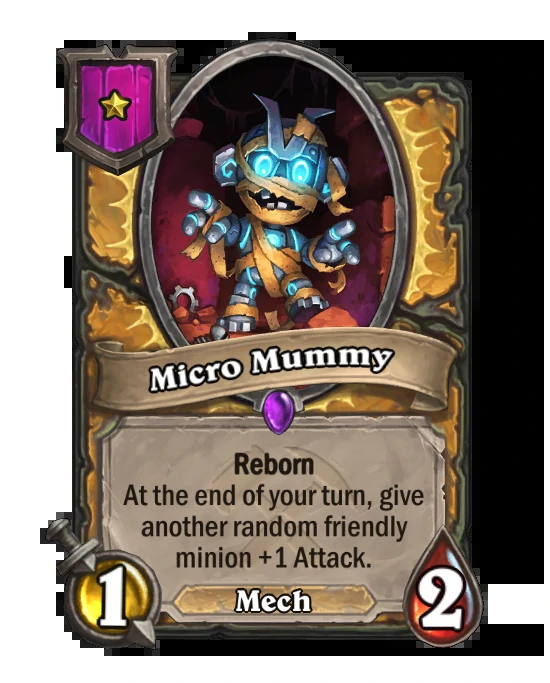 Micro Mummy
Reborn
At the end of your turn, give
another random friendly
minion +1 Attack.
1
Mech
2